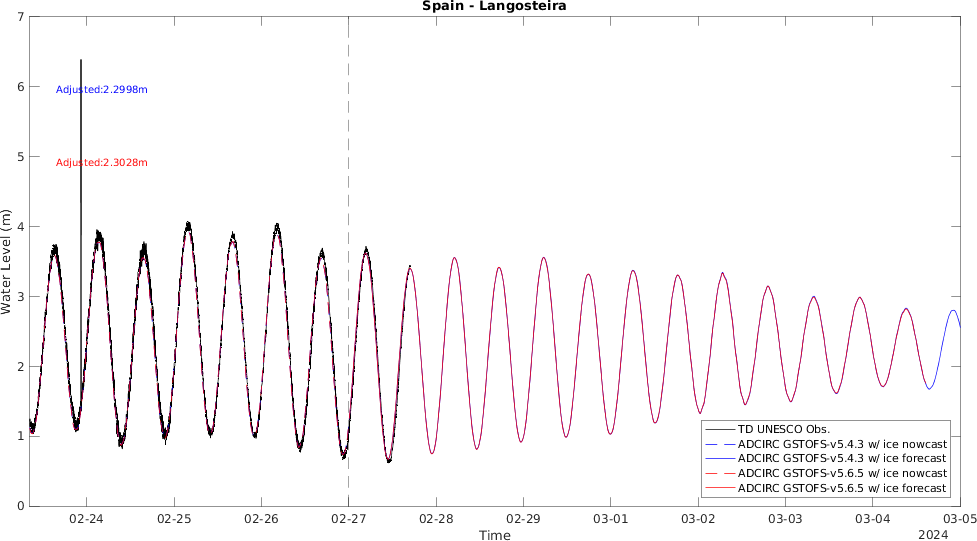 Spain - Langosteira
7
6
5
4
3
2
1
0
Water Level (m)
Adjusted:2.2998m
Adjusted:2.3028m
TD UNESCO Obs.
ADCIRC GSTOFS-v5.4.3 w/ ice nowcast
ADCIRC GSTOFS-v5.4.3 w/ ice forecast
ADCIRC GSTOFS-v5.6.5 w/ ice nowcast
ADCIRC GSTOFS-v5.6.5 w/ ice forecast
02-24 02-25 02-26 02-27 02-28 02-29 03-01 03-02 03-03 03-04 03-05
Time
2024